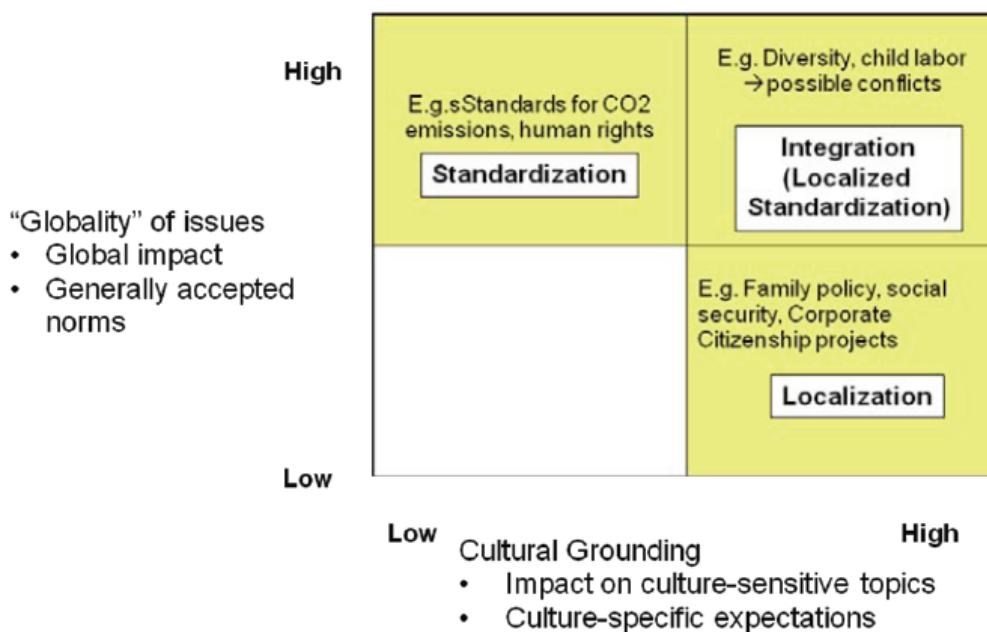 High
E.g.sStandards for CO2
emissions, human rights
Standardization
E.g. Diversity, child labor
→possible conflicts
Integration
(Localized
Standardization)
“Globality” of issues
• Global impact
• Generally accepted
norms
E.g. Family policy, social
security, Corporate
Citizenship projects
Localization
Low
Low
High
Cultural Grounding
• Impact on culture-sensitive topics
• Culture-specific expectations